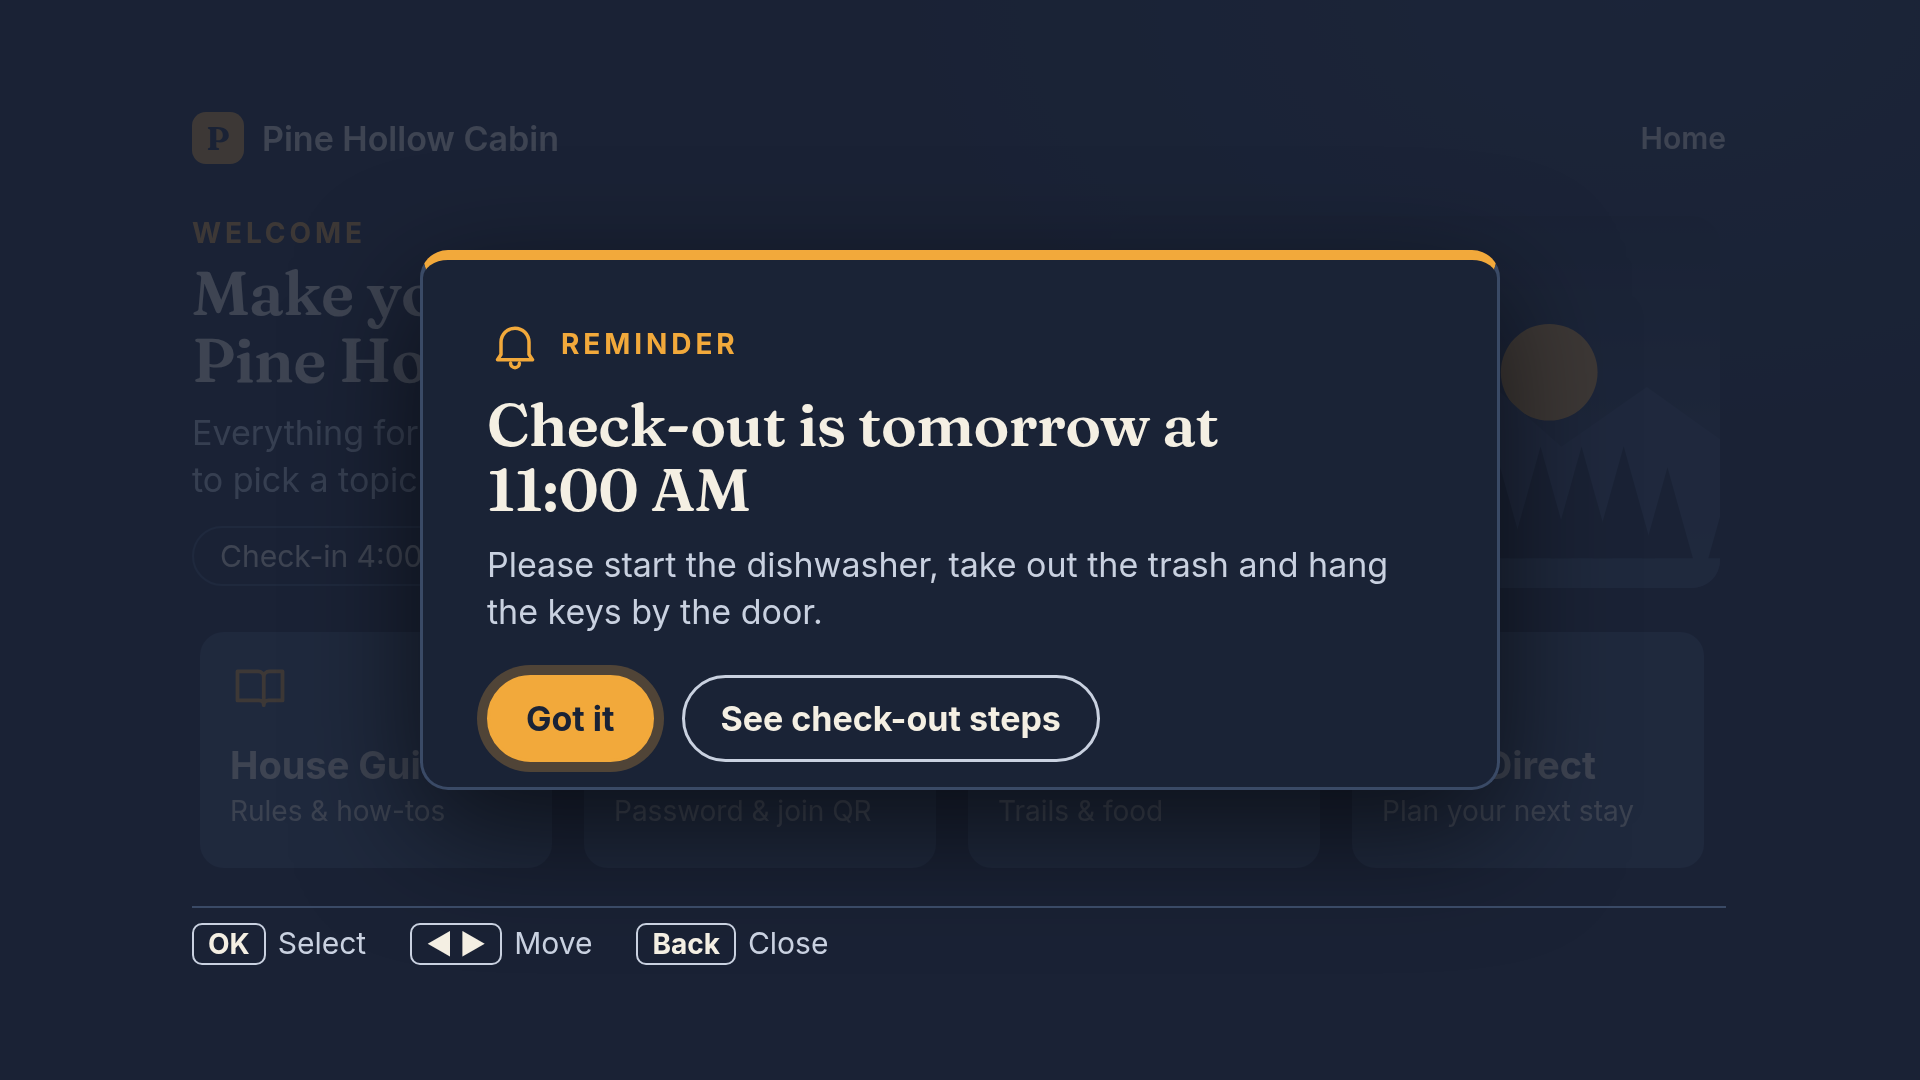 P Pine Hollow Cabin
Home
WELCOME
Make yo
Pine Ho
Everything for
to pick a topic
Check-in 4:00
REMINDER
Check-out is tomorrow at
11:00 AM
Please start the dishwasher, take out the trash and hang
the keys by the door.
Got it
See check-out steps
House Gui
Rules & how-tos
Password & join QR
Trails & food
Direct
Plan your next stay
OK Select
Move
Back Close